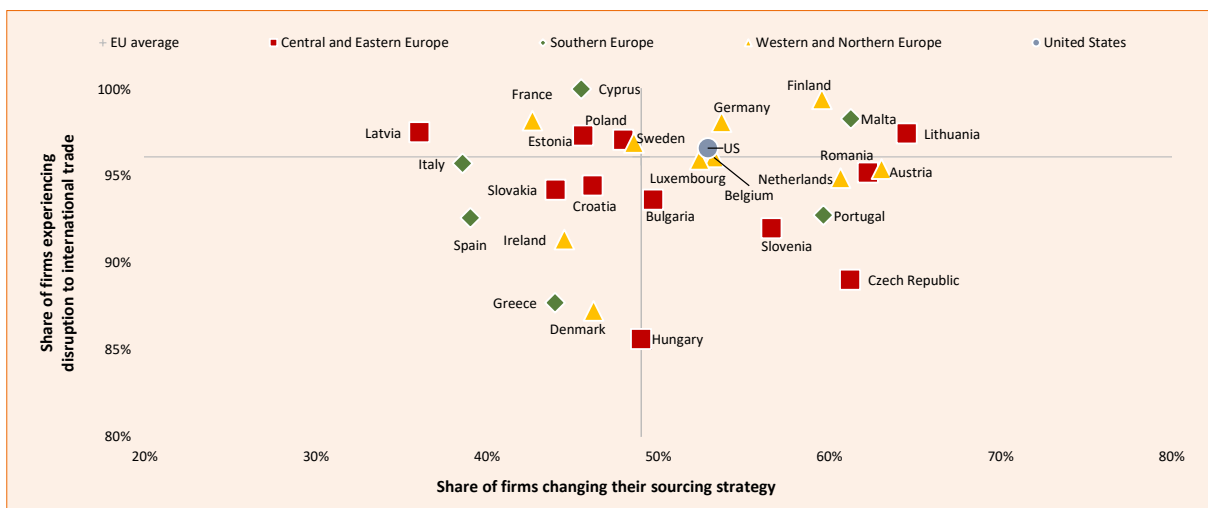 EU average
Central and Eastern Europe
Southern Europe
Western and Northern Europe
United States
Share of firms experiencing
disruption to international trade
100%
95%
90%
85%
80%
Finland
Cyprus
France
Germany
Malta
Poland
Lithuania
Latvia
Estonia
Sweden
US
Romania
Italy
Luxembourg
Netherlands
Austria
Slovakia
Belgium
Croatia
Bulgaria
Portugal
Spain
Ireland
Slovenia
Czech Republic
Greece
Denmark
Hungary
20%
30%
40%
50%
60%
70%
80%
Share of firms changing their sourcing strategy